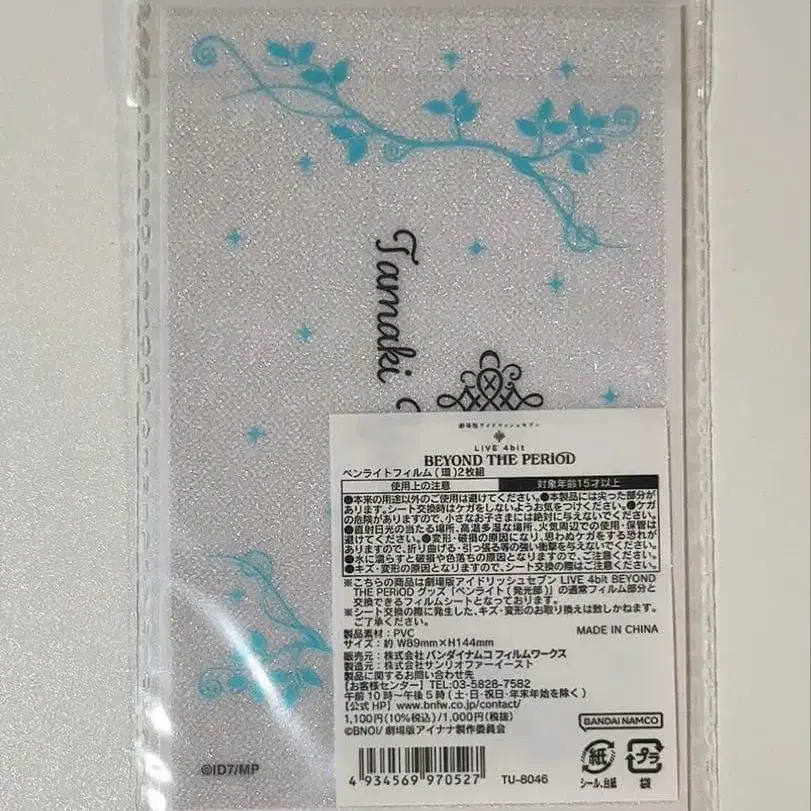 Tamaki
劇場版アイドリッシュセブン
LIVE 4bit
BEYOND THE PERiOD
ペンライトフィルム(環)2枚組
使用上の注意
対象年齢15才以上
●本来の用途以外のご使用は避けてください。●本製品には尖った部分が
あります。シート交換時はケガをしないようお気をつけください。●ケガ
の危険がありますので、小さなお子さまには絶対に与えないでください。
●直射日光の当たる場所、高温多湿な場所、火気周辺での使用・保管は
避けてください。●変形・破損の原因になり、思わぬケガをする恐れが
ありますので、折り曲げる・引っ張る等の強い衝撃を与えないでください。
●水に濡らすと破損や色落ちの原因となりますので、ご注意ください。
●キズ・変形の原因となりますので、シート交換の際はご注意ください。
※こちらの商品は劇場版アイドリッシュセブン LIVE 4bit BEYOND
THE PERiOD グッズ「ペンライト(発光部)」の通常フィルム部分と
交換できるフィルムシートとなっております。
※シート交換の際に発生した、キズ・変形のお取り換えは致しかねます。
ご了承ください。
製品素材:PVC
MADE IN CHINA
サイズ:約 W89mm×H144mm
販売元:株式会社 バンダイナムコ フィルムワークス
製造元:株式会社サンリオファーイースト
製品に関するお問い合わせ先
【お客様センター】TEL:03-5828-7582
午前10時〜午後5時(土・日・祝日・年末年始を除く)
【公式HP】www.bnfw.co.jp/contact/
1,100円(10%税込)/1,000円(税抜)
©BNOI/劇場版アイナナ製作委員会
BANDAI NAMCO
紙
シール、台紙
プラ
袋
4 934569 970527
TU-8046
©ID7/MP